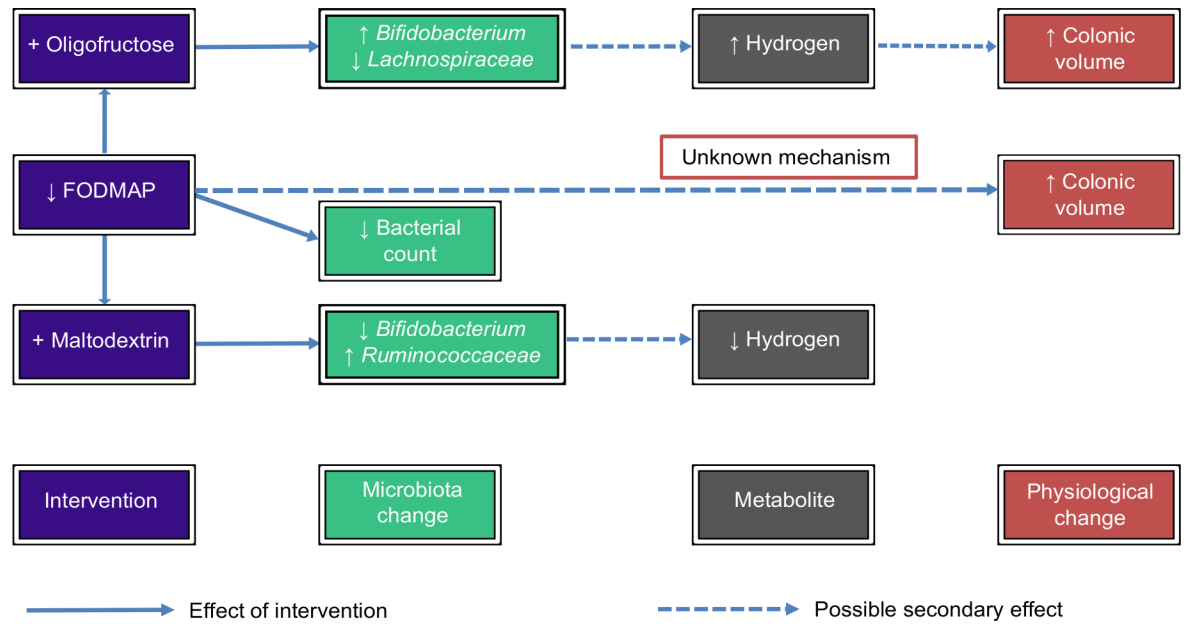 + Oligofructose
↑ Bifidobacterium
↓ Lachnospiraceae
↑ Hydrogen
↑ Colonic
volume
↓ FODMAP
Unknown mechanism
↑ Colonic
volume
↓ Bacterial
count
+ Maltodextrin
↓ Bifidobacterium
↑ Ruminococcaceae
↓ Hydrogen
Intervention
Microbiota
change
Metabolite
Physiological
change
Effect of intervention
Possible secondary effect